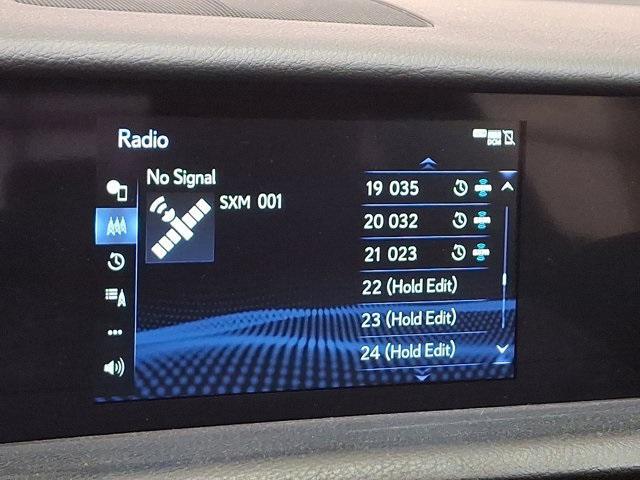 Radio
DCM
No Signal
SXM 001
19 035
20 032
21 023
22 (Hold Edit)
23 (Hold Edit)
24 (Hold Edit)